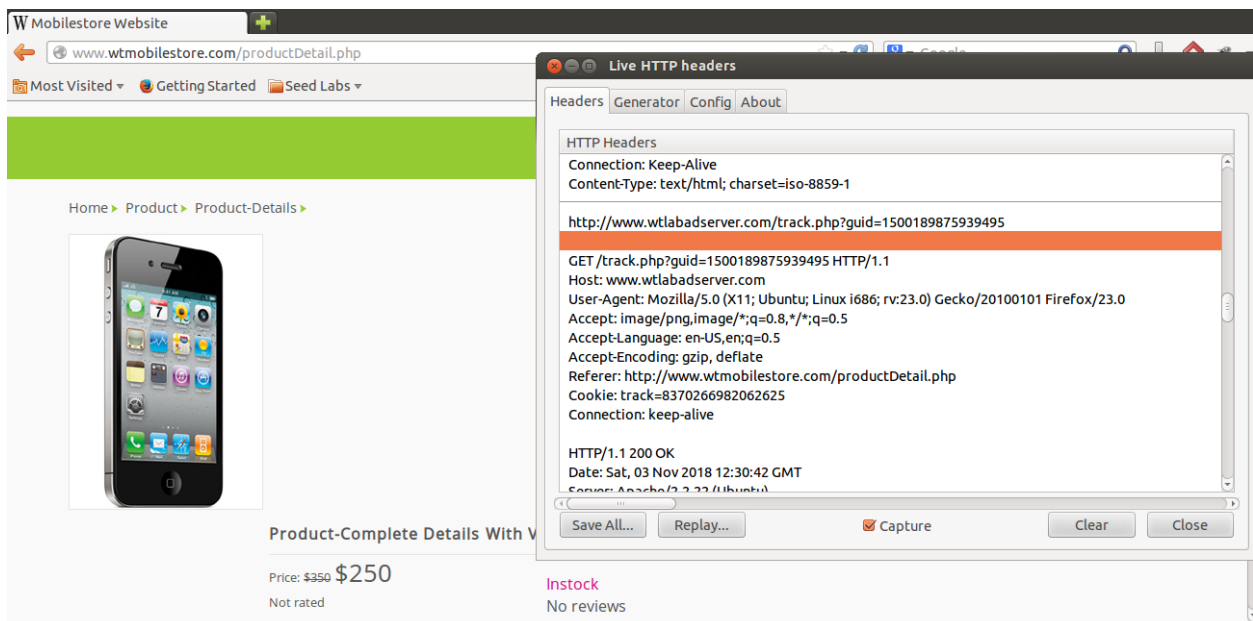 W Mobilestore Website
www.wtmobilestore.com/productDetail.php
Google
Most Visited
Getting Started
Seed Labs
Home
Product
Product-Details
Product-Complete Details With
Price: $350 $250
Not rated
Instock
No reviews
Live HTTP headers
Headers
Generator
Config
About
HTTP Headers
Connection: Keep-Alive
Content-Type: text/html; charset=iso-8859-1
http://www.wtlabadserver.com/track.php?guid=1500189875939495
GET /track.php?guid=1500189875939495 HTTP/1.1
Host: www.wtlabadserver.com
User-Agent: Mozilla/5.0 (X11; Ubuntu; Linux i686; rv:23.0) Gecko/20100101 Firefox/23.0
Accept: image/png,image/*;q=0.8,*/*;q=0.5
Accept-Language: en-US,en;q=0.5
Accept-Encoding: gzip, deflate
Referer: http://www.wtmobilestore.com/productDetail.php
Cookie: track=8370266982062625
Connection: keep-alive
HTTP/1.1 200 OK
Date: Sat, 03 Nov 2018 12:30:42 GMT
Server: Apache/2.2.22 (Ubuntu)
Save All...
Replay...
Capture
Clear
Close